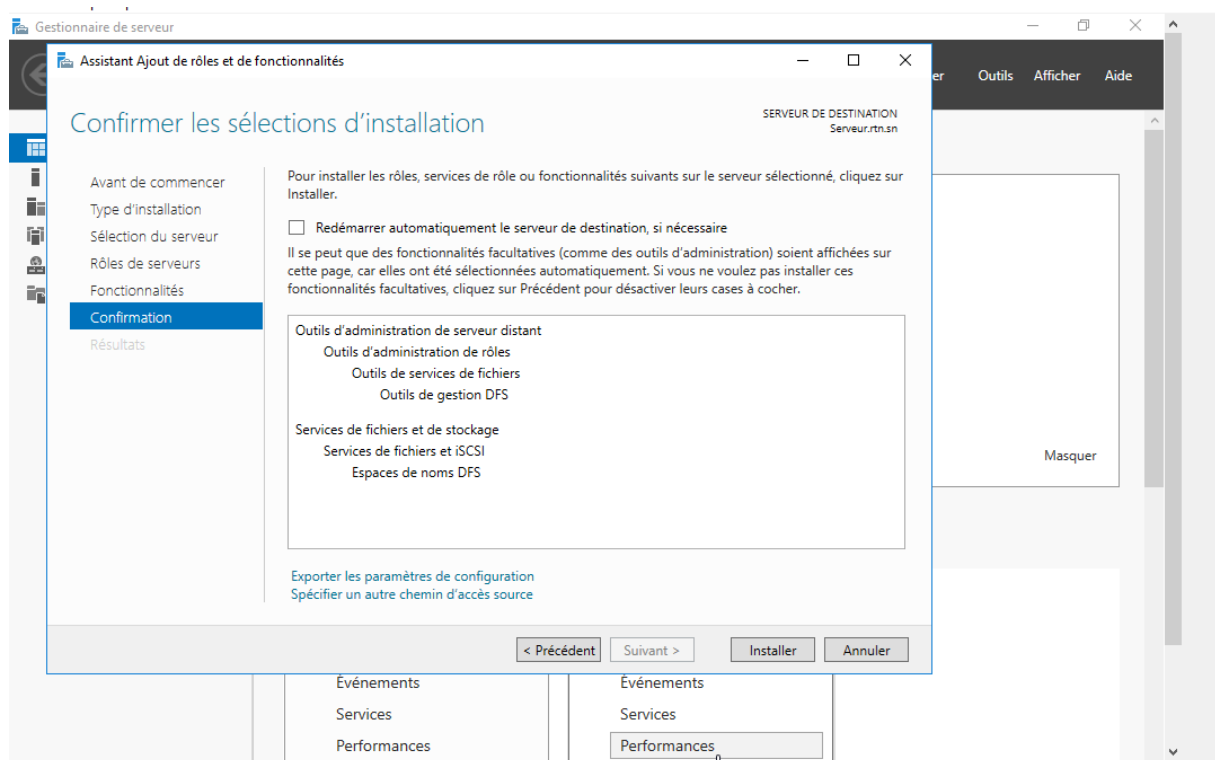 Gestionnaire de serveur
Assistant Ajout de rôles et de fonctionnalités
er Outils Afficher Aide
Confirmer les sélections d'installation
SERVEUR DE DESTINATION
Serveur.rtn.sn
Avant de commencer
Type d'installation
Sélection du serveur
Rôles de serveurs
Fonctionnalités
Confirmation
Résultats
Pour installer les rôles, services de rôle ou fonctionnalités suivants sur le serveur sélectionné, cliquez sur
Installer.
Redémarrer automatiquement le serveur de destination, si nécessaire
Il se peut que des fonctionnalités facultatives (comme des outils d'administration) soient affichées sur
cette page, car elles ont été sélectionnées automatiquement. Si vous ne voulez pas installer ces
fonctionnalités facultatives, cliquez sur Précédent pour désactiver leurs cases à cocher.
Outils d'administration de serveur distant
Outils d'administration de rôles
Outils de services de fichiers
Outils de gestion DFS
Services de fichiers et de stockage
Services de fichiers et iSCSI
Espaces de noms DFS
Masquer
Exporter les paramètres de configuration
Spécifier un autre chemin d'accès source
< Précédent Suivant > Installer Annuler
Événements Événements
Services Services
Performances Performances